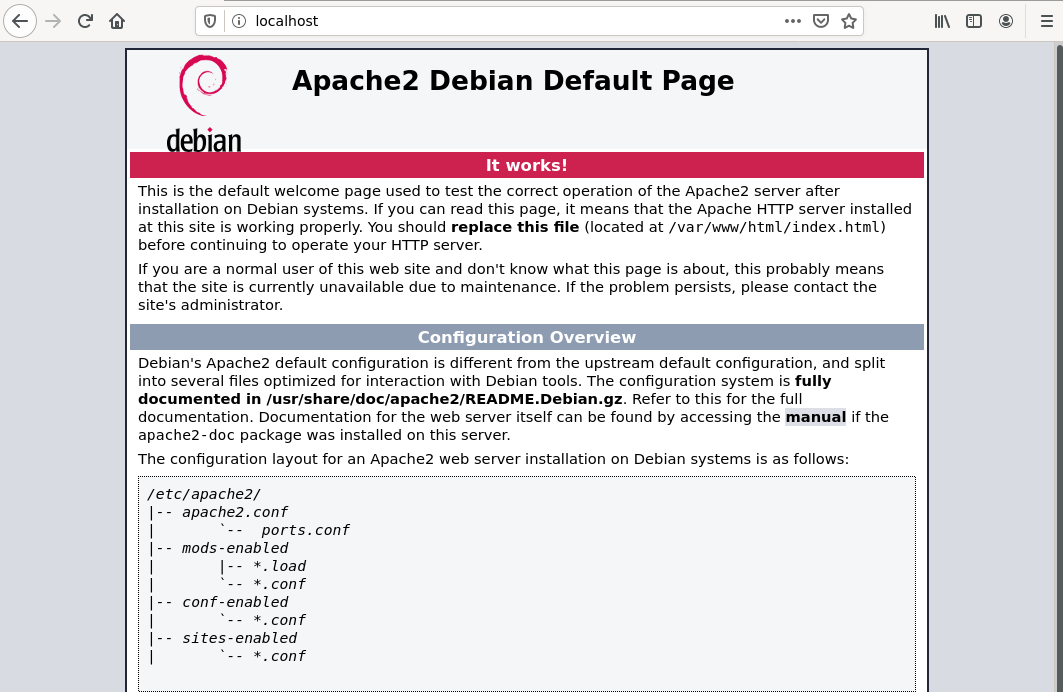 localhost
debian
Apache2 Debian Default Page
It works!
This is the default welcome page used to test the correct operation of the Apache2 server after
installation on Debian systems. If you can read this page, it means that the Apache HTTP server installed
at this site is working properly. You should replace this file (located at /var/www/html/index.html)
before continuing to operate your HTTP server.
If you are a normal user of this web site and don't know what this page is about, this probably means
that the site is currently unavailable due to maintenance. If the problem persists, please contact the
site's administrator.
Configuration Overview
Debian's Apache2 default configuration is different from the upstream default configuration, and split
into several files optimized for interaction with Debian tools. The configuration system is fully
documented in /usr/share/doc/apache2/README.Debian.gz. Refer to this for the full
documentation. Documentation for the web server itself can be found by accessing the manual if the
apache2-doc package was installed on this server.
The configuration layout for an Apache2 web server installation on Debian systems is as follows:
/etc/apache2/
|-- apache2.conf
|       `--  ports.conf
|-- mods-enabled
|       |-- *.load
|       `-- *.conf
|-- conf-enabled
|       `-- *.conf
|-- sites-enabled
|       `-- *.conf